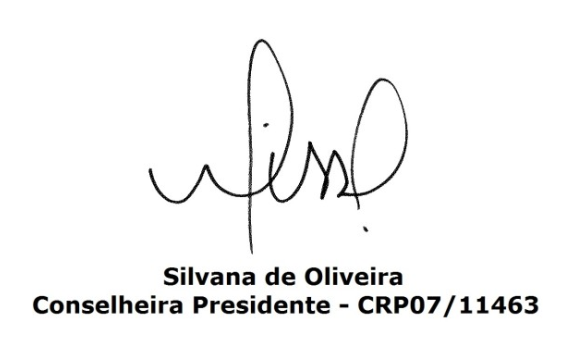 Silvana de Oliveira
Conselheira Presidente - CRP07/11463